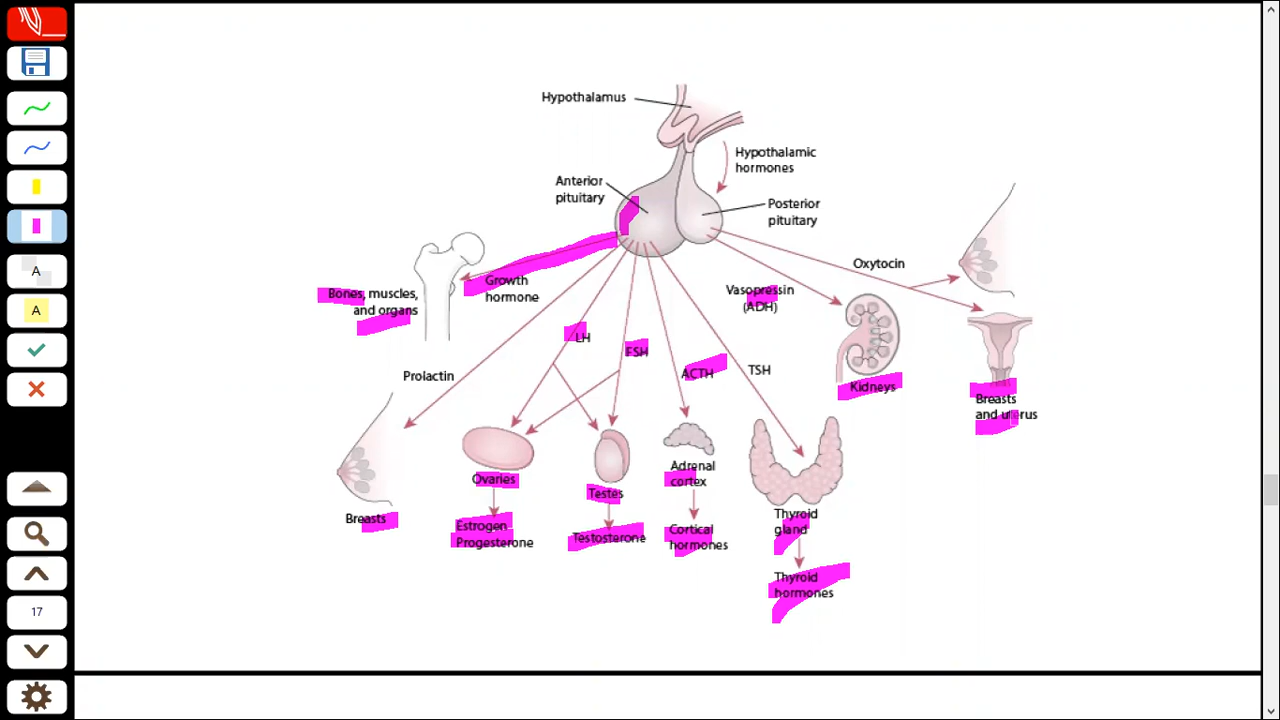 Hypothalamus
Hypothalamic
hormones
Anterior
pituitary
Posterior
pituitary
Oxytocin
Growth
hormone
Bones, muscles,
and organs
Vasopressin
(ADH)
LH
FSH
ACTH
TSH
Prolactin
Kidneys
Breasts
and uterus
Breasts
Ovaries
Estrogen
Progesterone
Testes
Testosterone
Adrenal
cortex
Cortical
hormones
Thyroid
gland
Thyroid
hormones
A
A
17